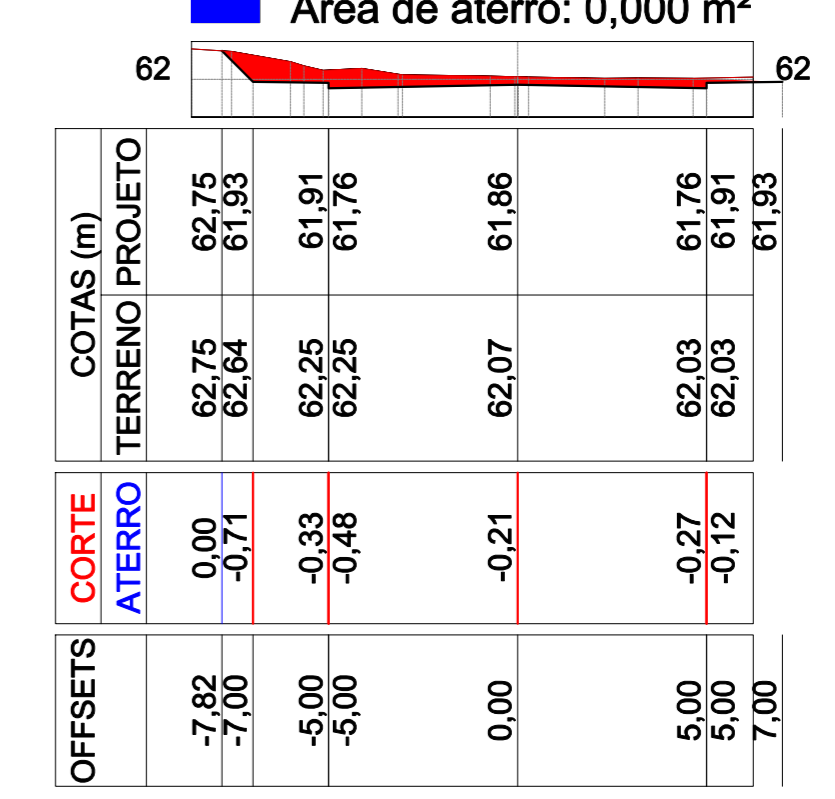 Área de aterro: 0,000 m²
62 62
COTAS (m)
PROJETO 62,75 61,93 61,91 61,76 61,86 61,76 61,91 61,93
TERRENO 62,75 62,64 62,25 62,25 62,07 62,03 62,03
CORTE
ATERRO 0,00 -0,71 -0,33 -0,48 -0,21 -0,27 -0,12
OFFSETS -7,82 -7,00 -5,00 -5,00 0,00 5,00 5,00 7,00